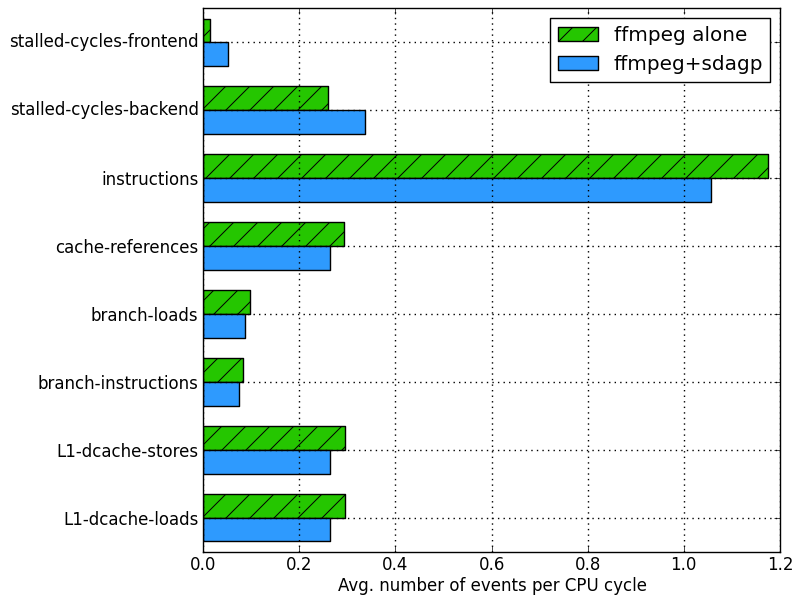 ffmpeg alone
ffmpeg+sdagp
stalled-cycles-frontend
stalled-cycles-backend
instructions
cache-references
branch-loads
branch-instructions
L1-dcache-stores
L1-dcache-loads
0.0 0.2 0.4 0.6 0.8 1.0 1.2
Avg. number of events per CPU cycle